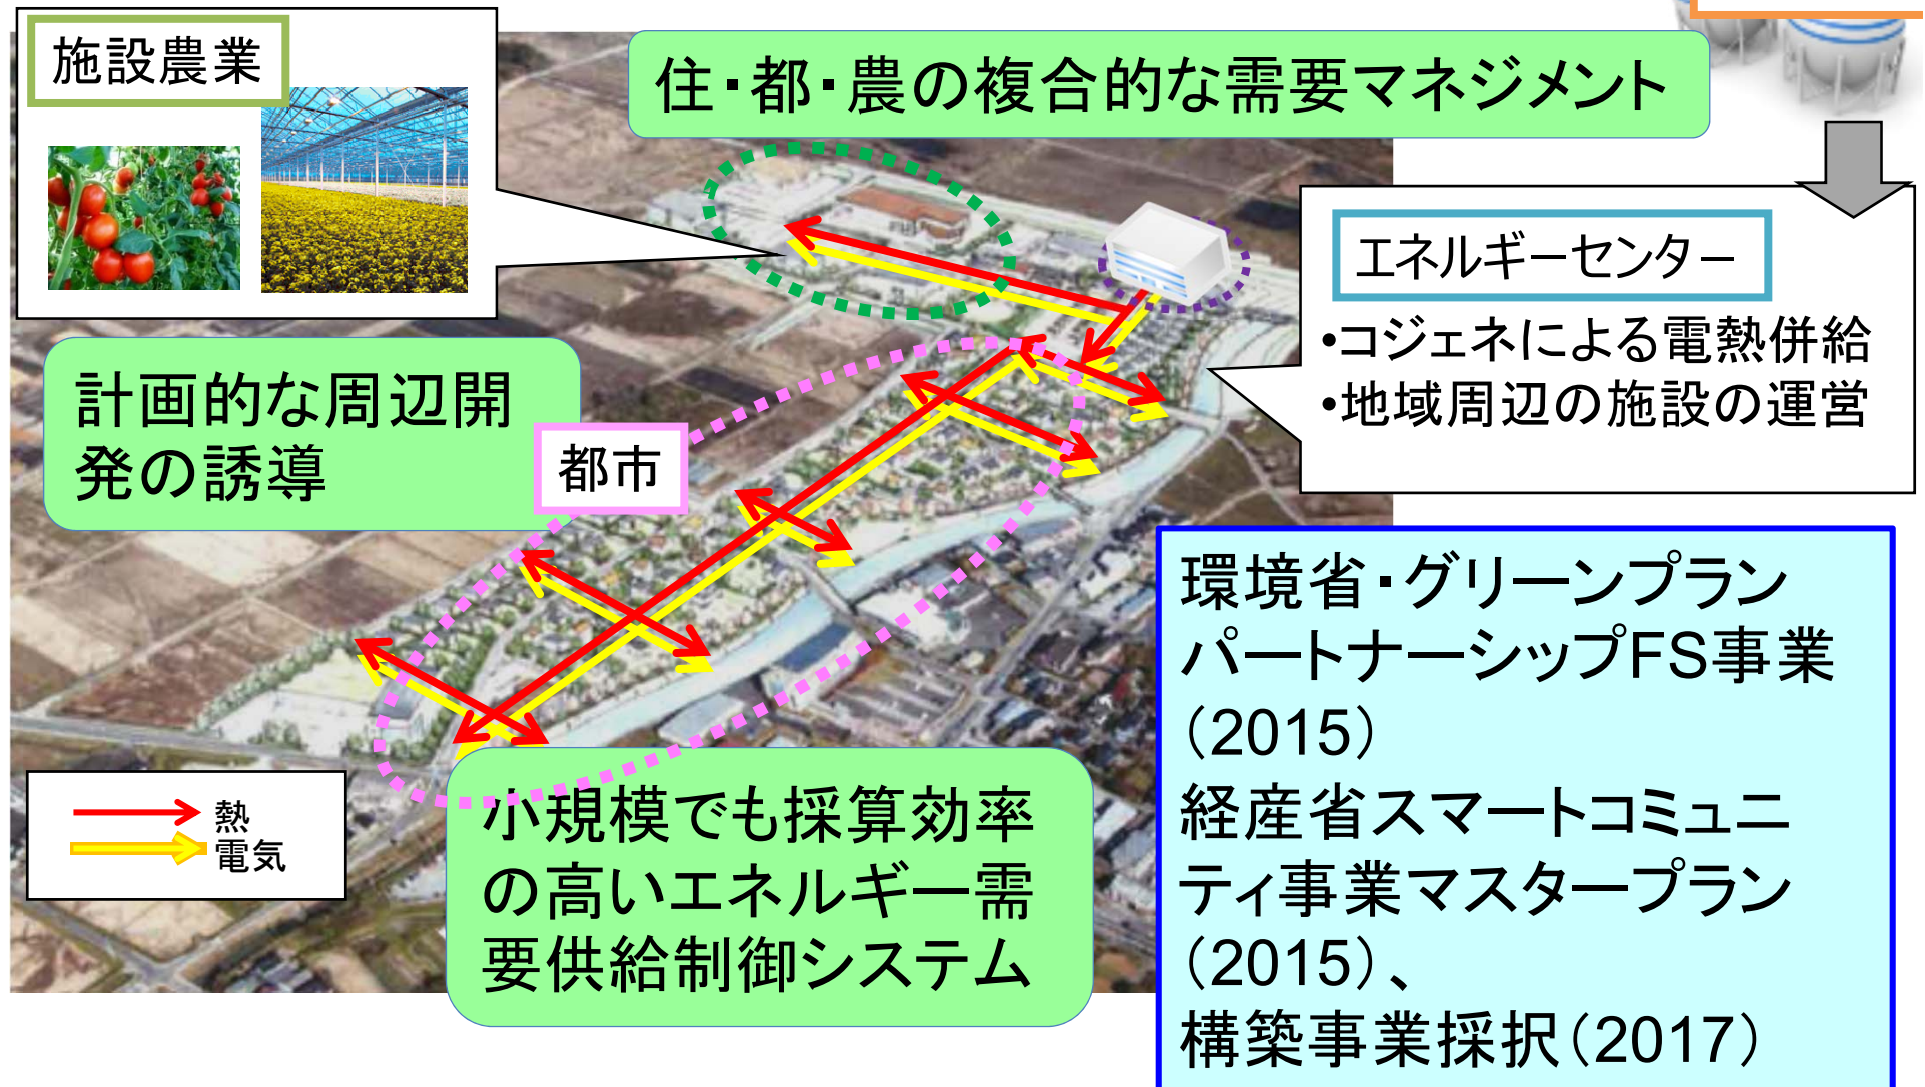 施設農業
住・都・農の複合的な需要マネジメント
エネルギーセンター
•コジェネによる電熱併給
•地域周辺の施設の運営
計画的な周辺開
発の誘導
都市
環境省・グリーンプラン
パートナーシップFS事業
（2015）
経産省スマートコミュニ
ティ事業マスタープラン
（2015）、
構築事業採択（2017）
小規模でも採算効率
の高いエネルギー需
要供給制御システム
熱
電気